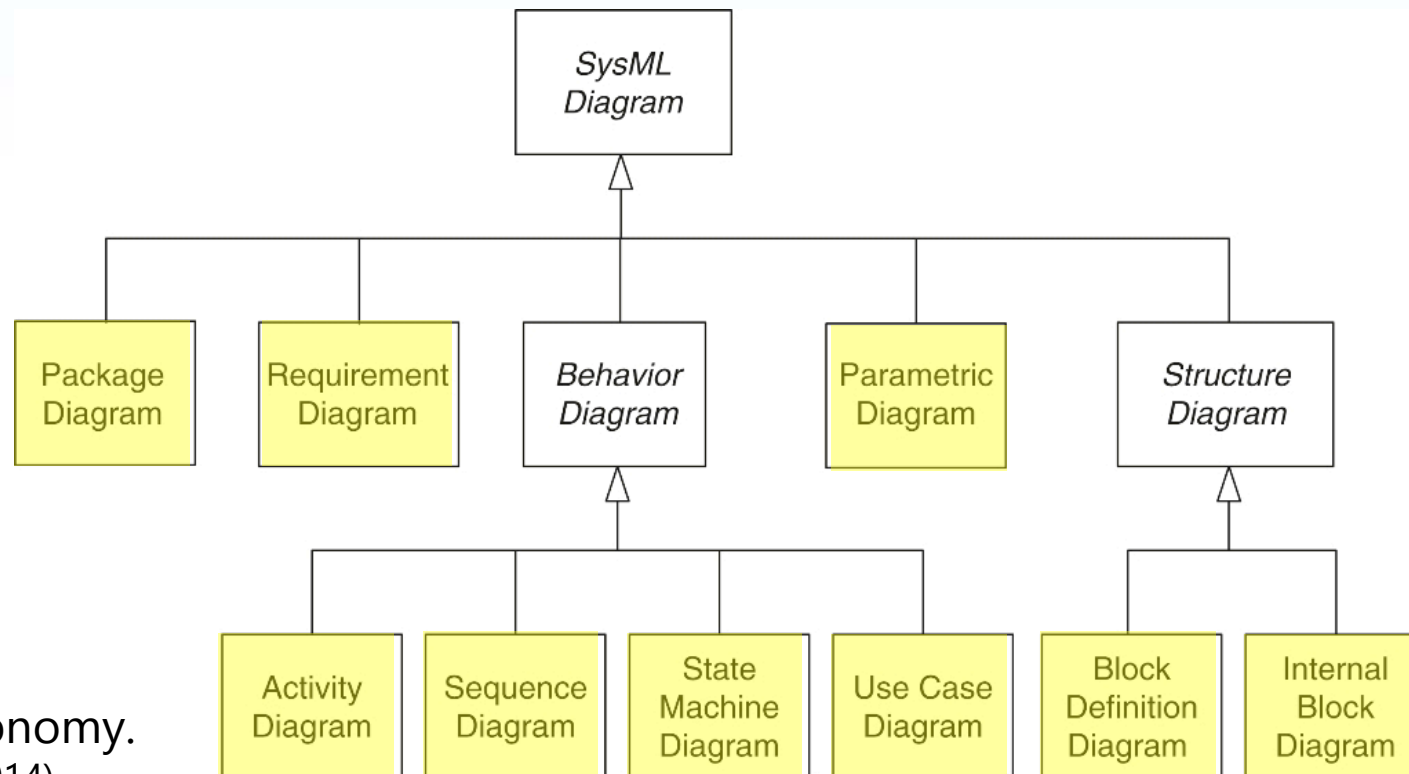 SysML
Diagram
Package
Diagram
Requirement
Diagram
Behavior
Diagram
Parametric
Diagram
Structure
Diagram
Activity
Diagram
Sequence
Diagram
State
Machine
Diagram
Use Case
Diagram
Block
Definition
Diagram
Internal
Block
Diagram